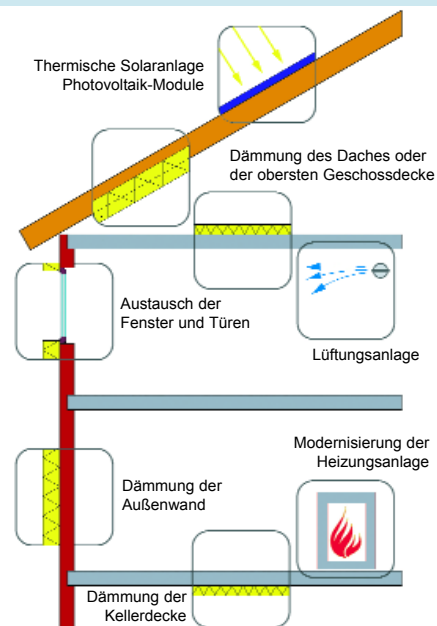 Thermische Solaranlage
Photovoltaik-Module
Dämmung des Daches oder
der obersten Geschossdecke
Austausch der
Fenster und Türen
Lüftungsanlage
Modernisierung der
Heizungsanlage
Dämmung der
Außenwand
Dämmung der
Kellerdecke